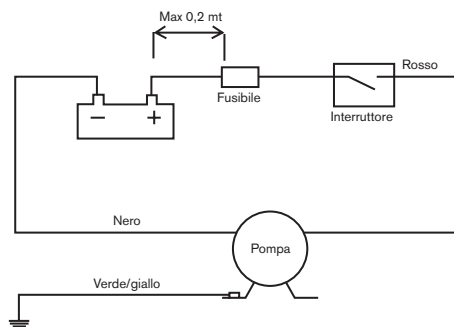 Max 0,2 mt
Rosso
Fusibile
Interruttore
− +
Nero
Pompa
Verde/giallo